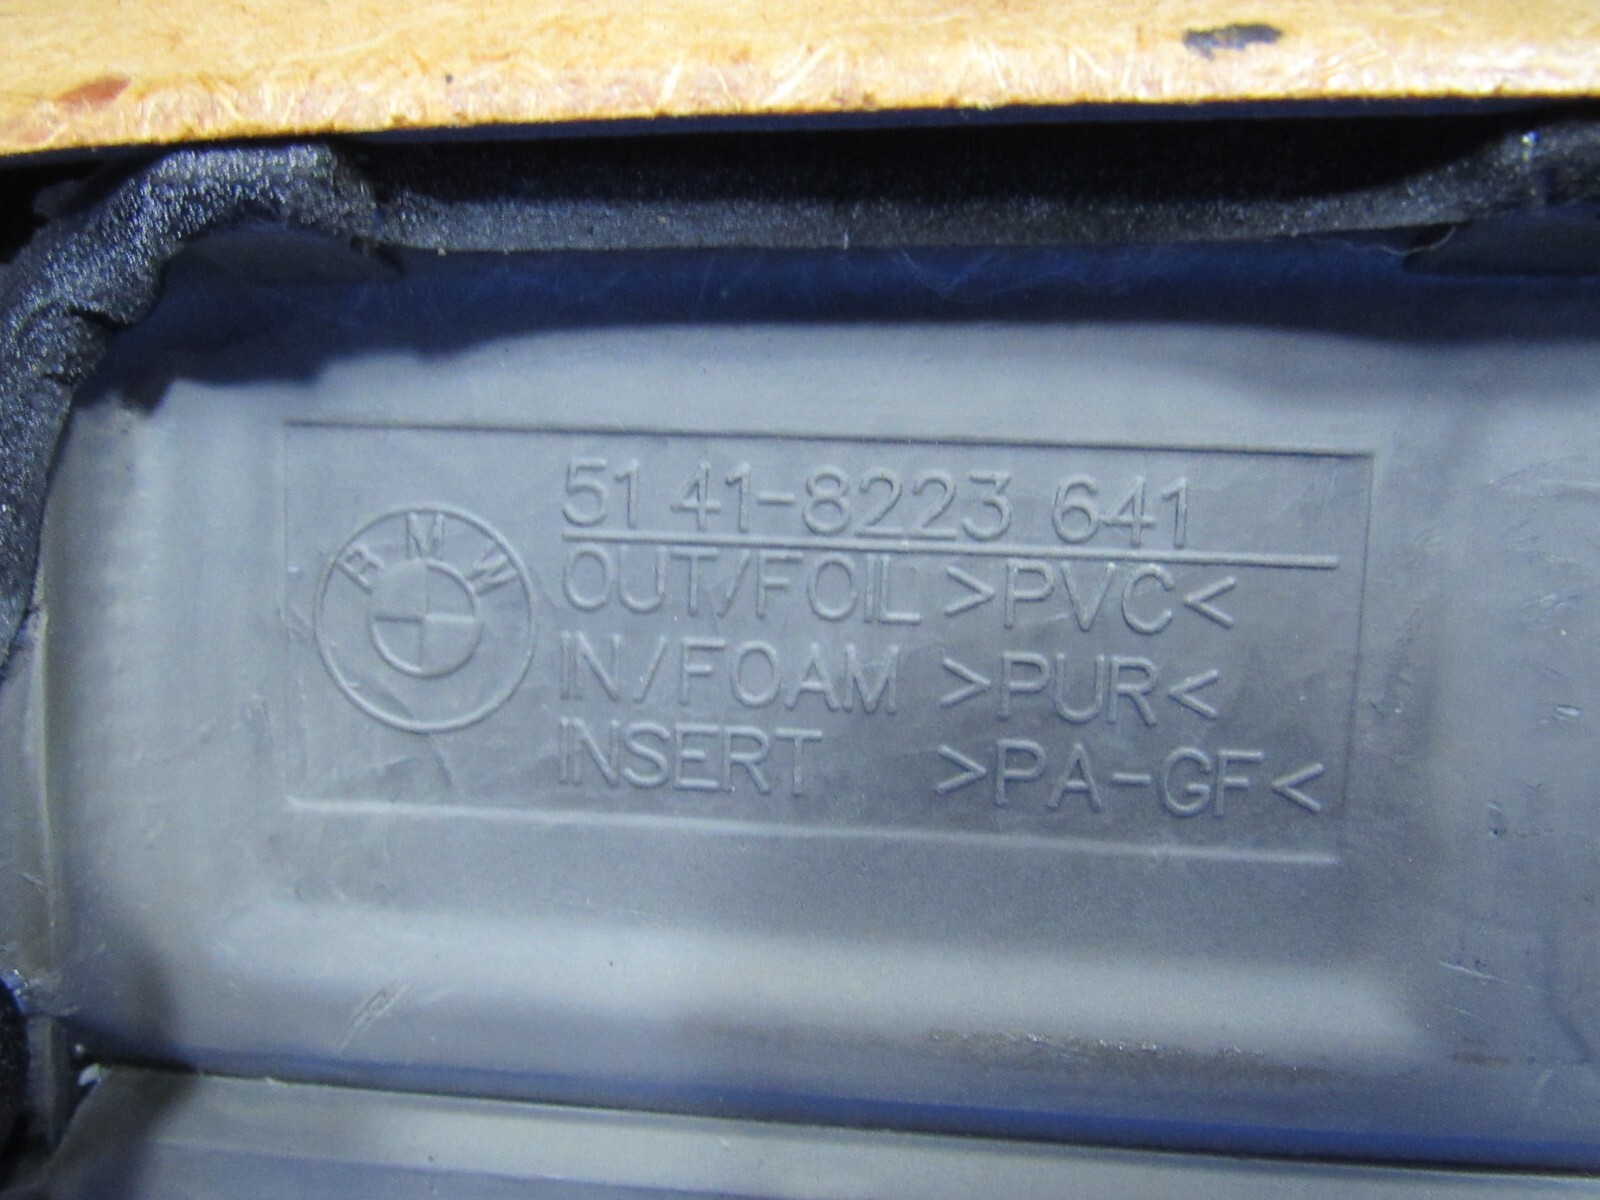 BMW
51 41-8223 641
OUT/FOIL >PVC<
IN/FOAM >PUR<
INSERT >PA-GF<